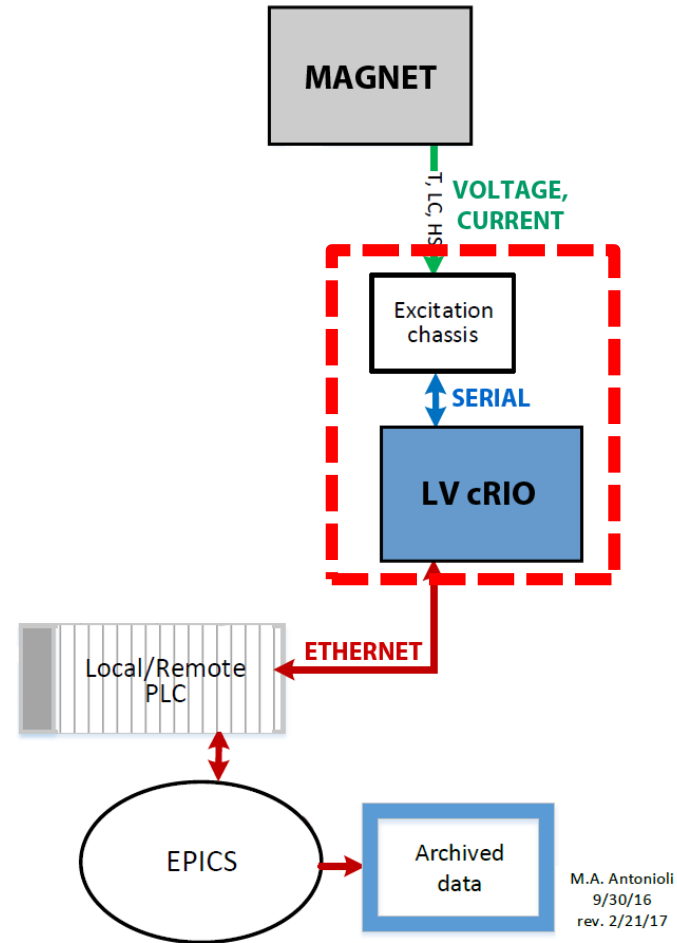 MAGNET
T, LC, HS
VOLTAGE,
CURRENT
Excitation
chassis
SERIAL
LV cRIO
ETHERNET
Local/Remote
PLC
EPICS
Archived
data
M.A. Antonioli
9/30/16
rev. 2/21/17